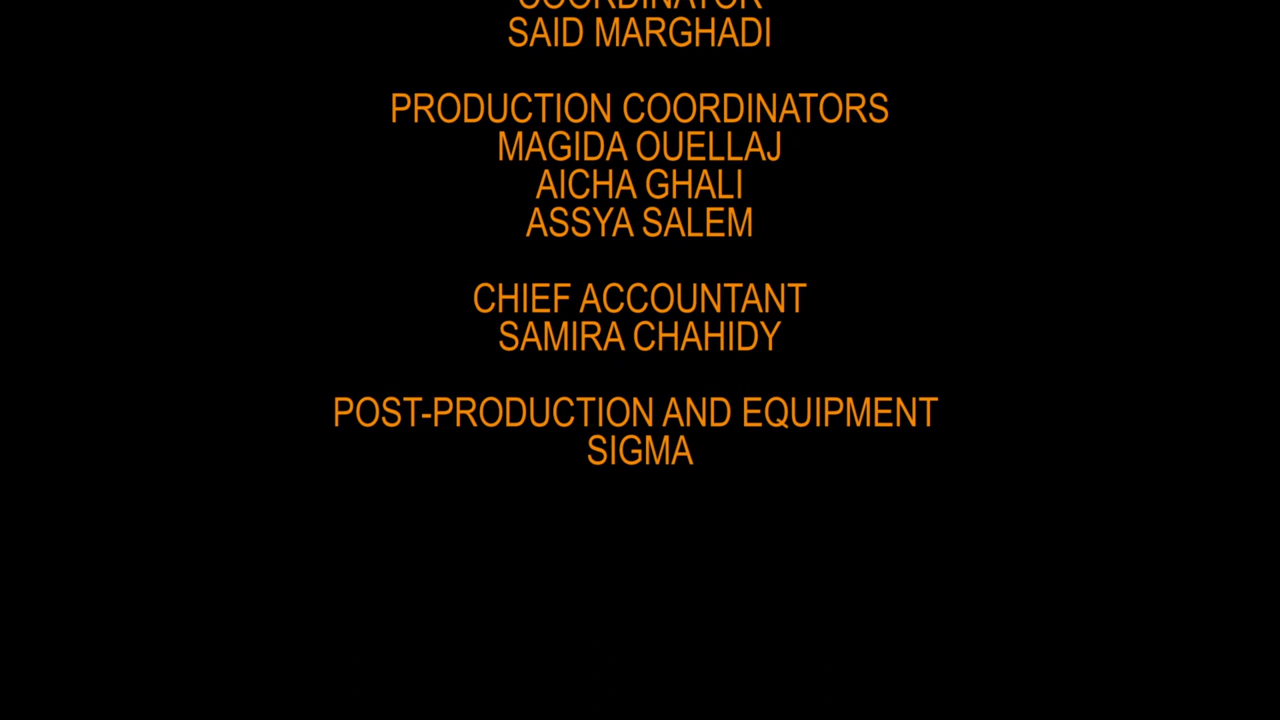 COORDINATOR
SAID MARGHADI
PRODUCTION COORDINATORS
MAGIDA OUELLAJ
AICHA GHALI
ASSYA SALEM
CHIEF ACCOUNTANT
SAMIRA CHAHIDY
POST-PRODUCTION AND EQUIPMENT
SIGMA